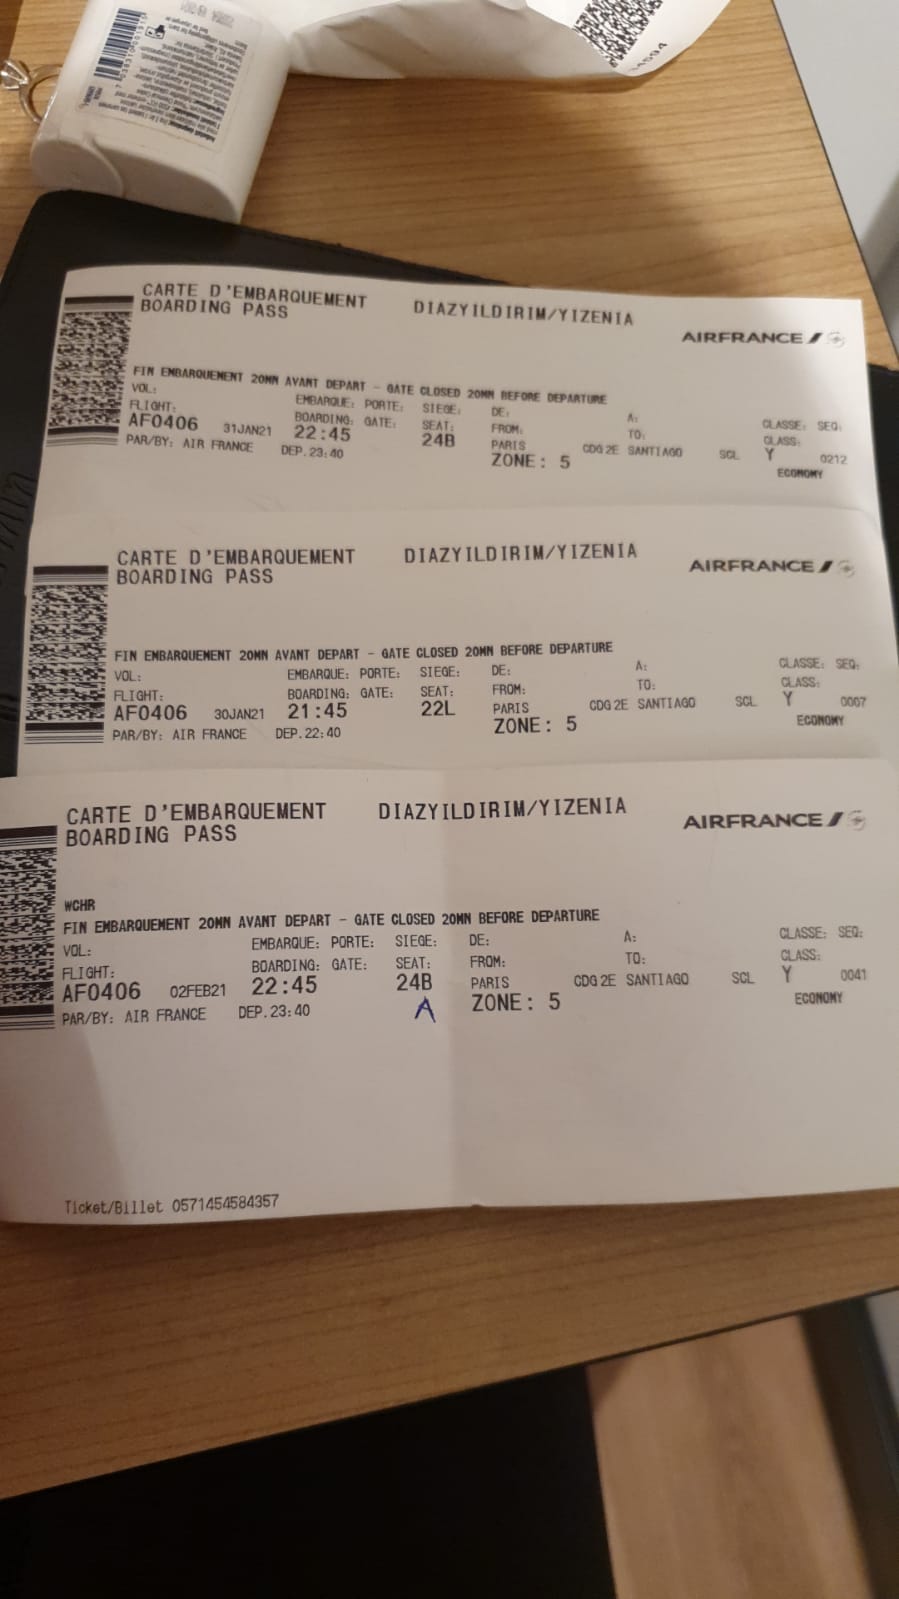 34594
CARTE D'EMBARQUEMENT
BOARDING PASS
DIAZYILDIRIM/YIZENIA
AIRFRANCE
FIN EMBARQUEMENT 20MN AVANT DEPART - GATE CLOSED 20MN BEFORE DEPARTURE
VOL: EMBARQUE: PORTE: SIEGE: DE: A: CLASSE: SEQ:
FLIGHT: BOARDING: GATE: SEAT: FROM: TO: CLASS:
AF0406 31JAN21 22:45 24B PARIS CDG 2E SANTIAGO SCL Y 0212
PAR/BY: AIR FRANCE DEP.23:40 ZONE: 5 ECONOMY
CARTE D'EMBARQUEMENT
BOARDING PASS
DIAZYILDIRIM/YIZENIA
AIRFRANCE
FIN EMBARQUEMENT 20MN AVANT DEPART - GATE CLOSED 20MN BEFORE DEPARTURE
VOL: EMBARQUE: PORTE: SIEGE: DE: A: CLASSE: SEQ:
FLIGHT: BOARDING: GATE: SEAT: FROM: TO: CLASS:
AF0406 30JAN21 21:45 22L PARIS CDG 2E SANTIAGO SCL Y 0067
PAR/BY: AIR FRANCE DEP.22:40 ZONE: 5 ECONOMY
CARTE D'EMBARQUEMENT
BOARDING PASS
DIAZYILDIRIM/YIZENIA
AIRFRANCE
WCHR
FIN EMBARQUEMENT 20MN AVANT DEPART - GATE CLOSED 20MN BEFORE DEPARTURE
VOL: EMBARQUE: PORTE: SIEGE: DE: A: CLASSE: SEQ:
FLIGHT: BOARDING: GATE: SEAT: FROM: TO: CLASS:
AF0406 02FEB21 22:45 24B PARIS CDG 2E SANTIAGO SCL Y 0041
PAR/BY: AIR FRANCE DEP.23:40 A ZONE: 5 ECONOMY
Ticket/Billet 0571454584357